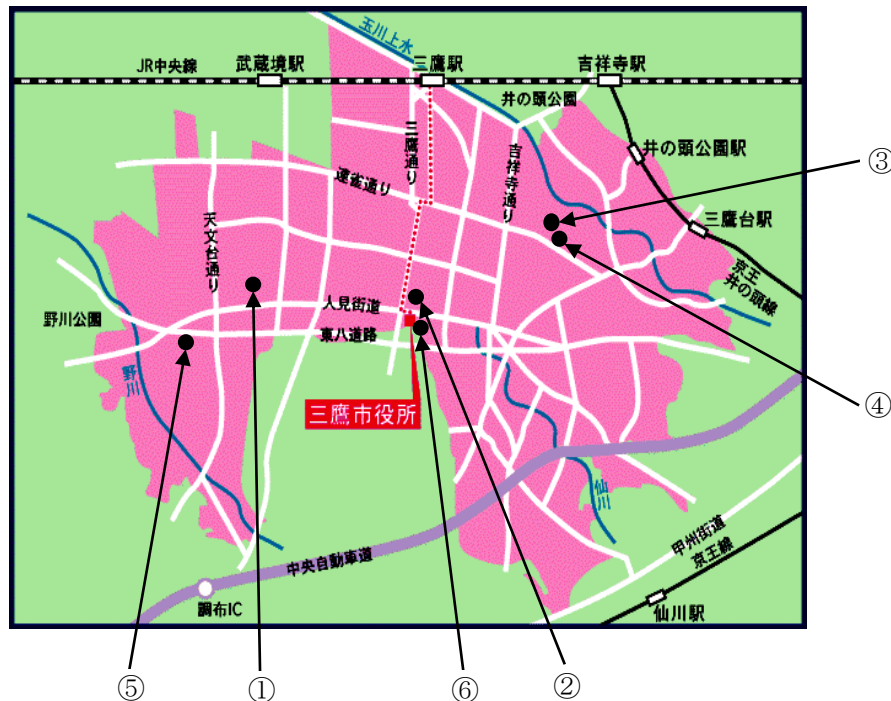 玉川上水
JR中央線
武蔵境駅
三鷹駅
吉祥寺駅
井の頭公園
三鷹通り
吉祥寺通り
井の頭公園駅
③
連雀通り
天文台通り
三鷹台駅
京王
井の頭線
人見街道
野川公園
東八道路
野川
三鷹市役所
④
仙川
甲州街道
京王線
中央自動車道
調布IC
仙川駅
⑤
①
⑥
②